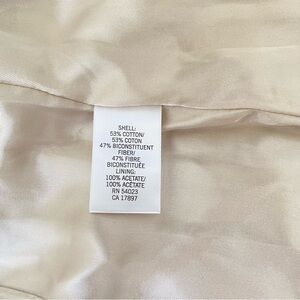 SHELL:
53% COTTON/
53% COTON
47% BICONSTITUENT
FIBER/
47% FIBRE
BICONSTITUÉE
LINING:
100% ACETATE/
100% ACÉTATE
RN 54023
CA 17897